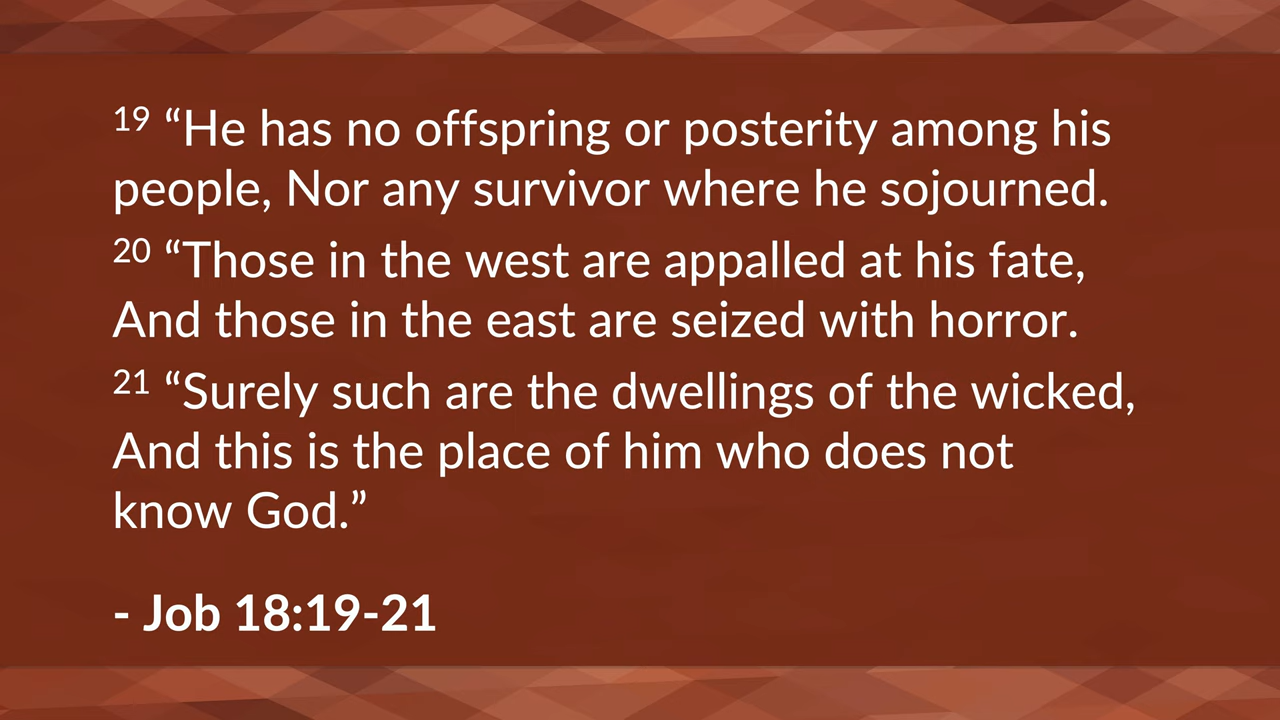 19 “He has no offspring or posterity among his
people, Nor any survivor where he sojourned.
20 “Those in the west are appalled at his fate,
And those in the east are seized with horror.
21 “Surely such are the dwellings of the wicked,
And this is the place of him who does not
know God.”
- Job 18:19-21